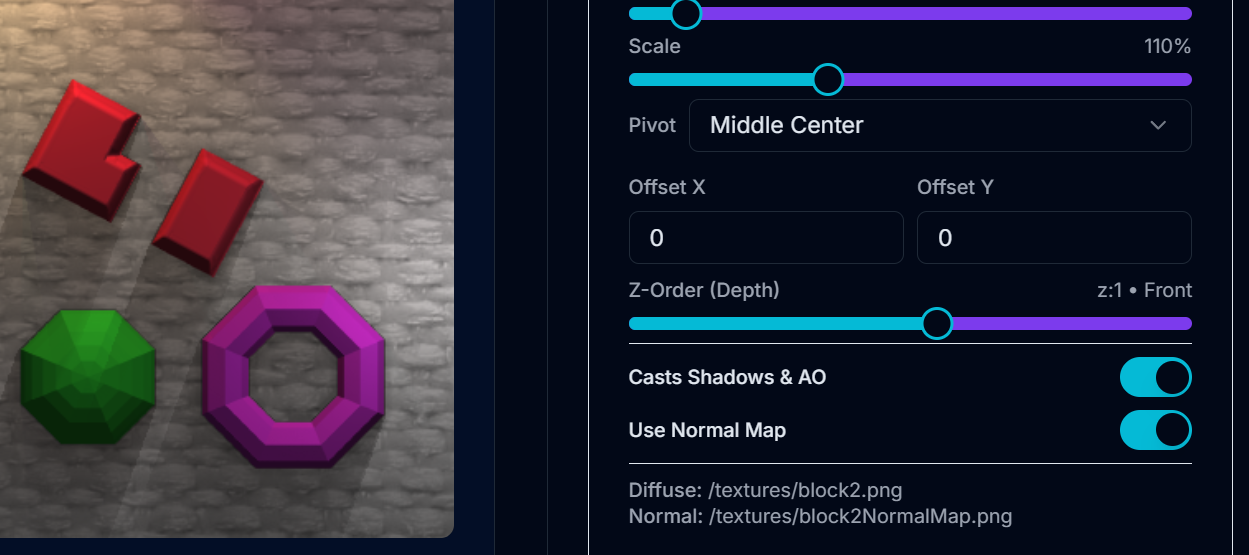 Scale 110%
Pivot Middle Center
Offset X Offset Y
0 0
Z-Order (Depth) z:1 • Front
Casts Shadows & AO
Use Normal Map
Diffuse: /textures/block2.png
Normal: /textures/block2NormalMap.png